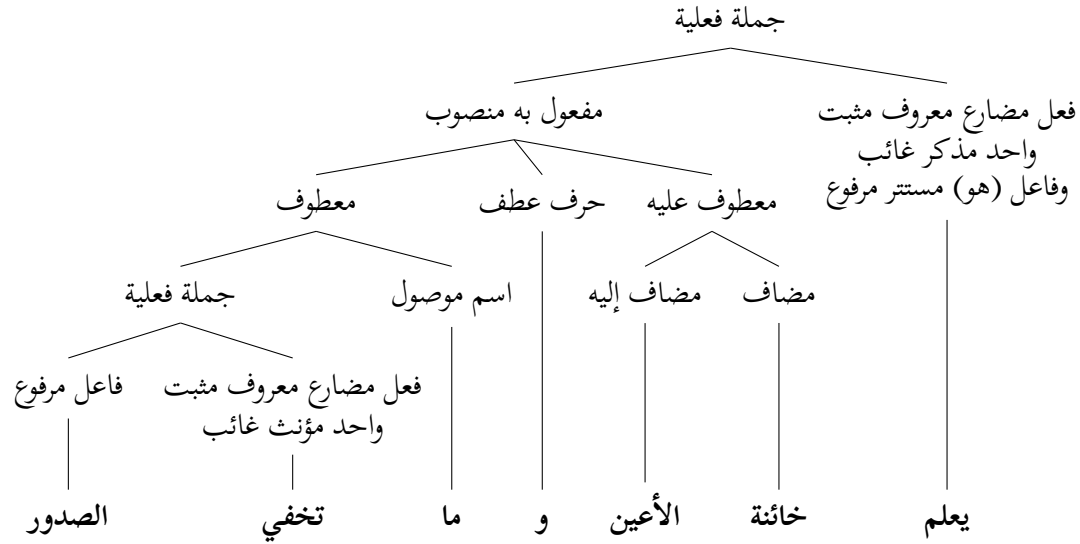 جملة فعلية
فعل مضارع معروف مثبت
واحد مذكر غائب
وفاعل (هو) مستتر مرفوع
مفعول به منصوب
معطوف عليه
حرف عطف
معطوف
مضاف
مضاف إليه
اسم موصول
جملة فعلية
فعل مضارع معروف مثبت
واحد مؤنث غائب
فاعل مرفوع
يعلم خائنة الأعين و ما تخفي الصدور